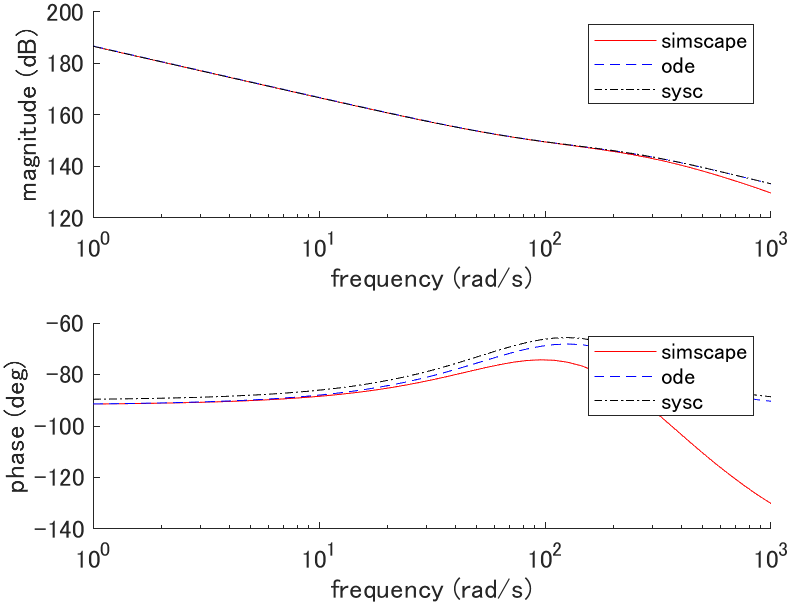 200
180
160
140
120
magnitude (dB)
simscape
ode
sysc
10^0
10^1
10^2
10^3
frequency (rad/s)
-60
-80
-100
-120
-140
phase (deg)
simscape
ode
sysc
10^0
10^1
10^2
10^3
frequency (rad/s)